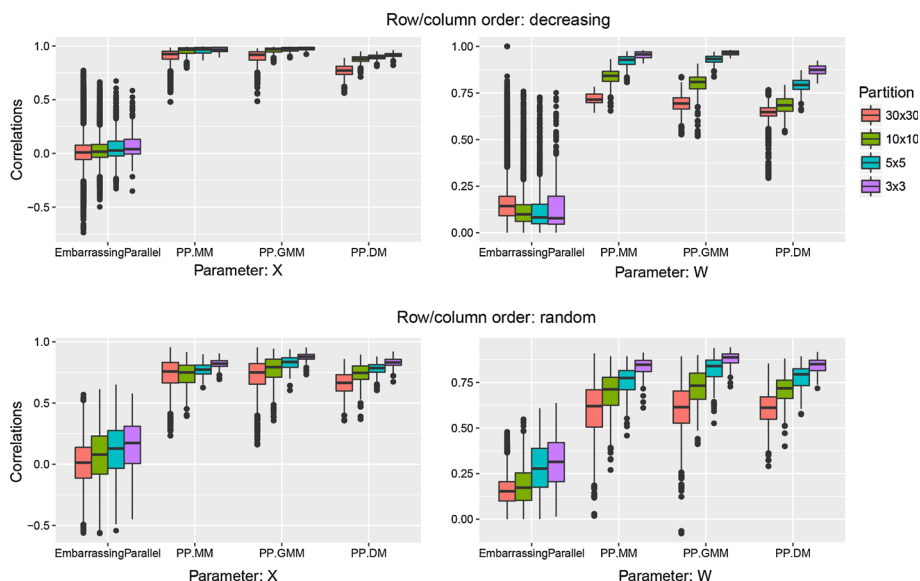 Row/column order: decreasing
Correlations
1.0
0.5
0.0
−0.5
EmbarrassingParallel PP.MM PP.GMM PP.DM
Parameter: X
1.00
0.75
0.50
0.25
0.00
EmbarrassingParallel PP.MM PP.GMM PP.DM
Parameter: W
Partition
30x30
10x10
5x5
3x3
Row/column order: random
Correlations
1.0
0.5
0.0
−0.5
EmbarrassingParallel PP.MM PP.GMM PP.DM
Parameter: X
0.75
0.50
0.25
0.00
EmbarrassingParallel PP.MM PP.GMM PP.DM
Parameter: W